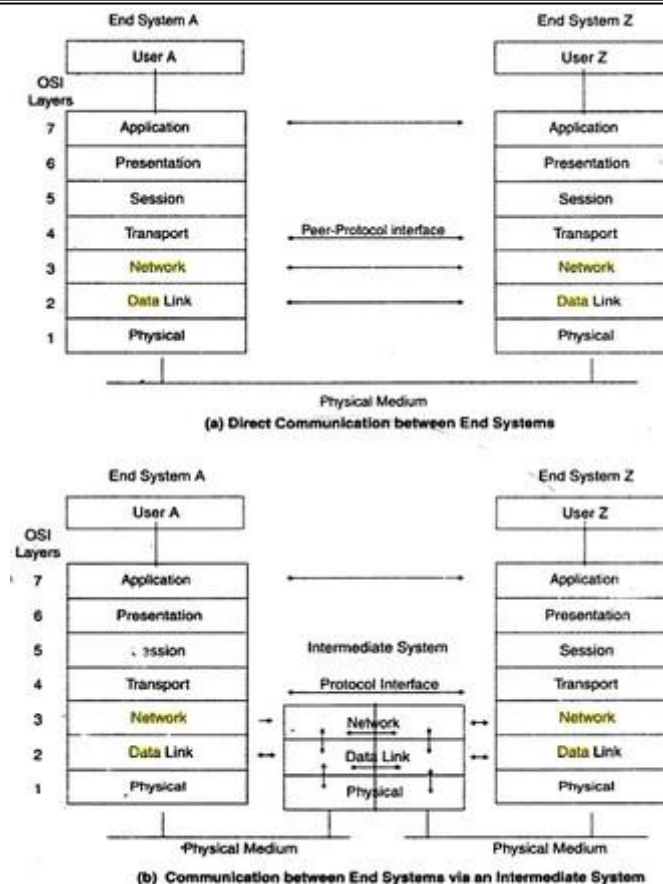 End System A End System Z
User A User Z
OSI
Layers
7 Application Application
6 Presentation Presentation
5 Session Session
4 Transport Peer-Protocol interface Transport
3 Network Network
2 Data Link Data Link
1 Physical Physical
Physical Medium
(a) Direct Communication between End Systems
End System A End System Z
User A User Z
OSI
Layers
7 Application Application
6 Presentation Presentation
5 ession Intermediate System Session
4 Transport Protocol Interface Transport
3 Network Network Network
2 Data Link Data Link Data Link
1 Physical Physical Physical
Physical Medium Physical Medium
(b) Communication between End Systems via an Intermediate System